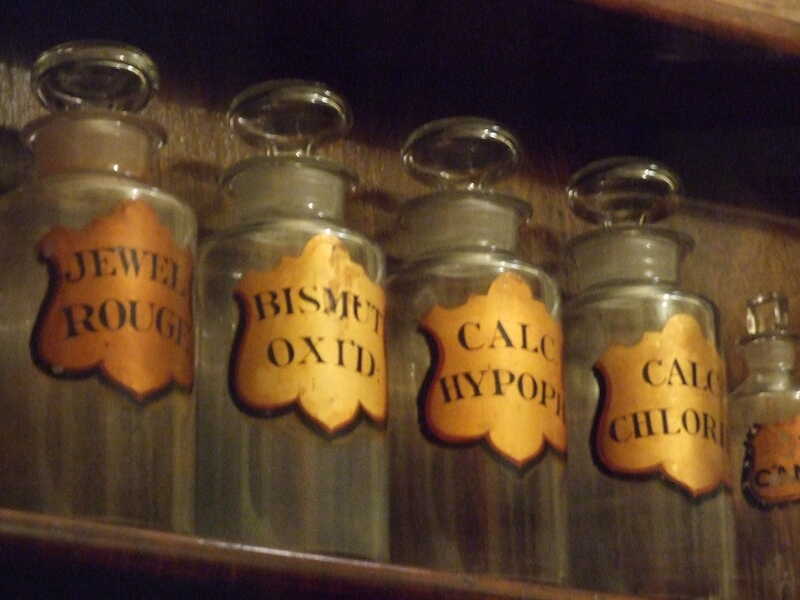 JEWEL
ROUGE
BISMUT
OXID.
CALC
HYPOPH
CALC
CHLORI